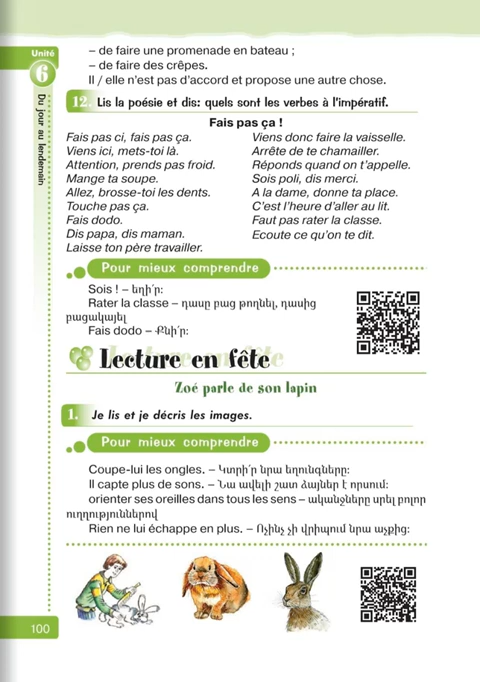 Unité
6
Du jour au lendemain
– de faire une promenade en bateau ;
– de faire des crêpes.
Il / elle n'est pas d'accord et propose une autre chose.
12. Lis la poésie et dis: quels sont les verbes à l'impératif.
Fais pas ça !
Fais pas ci, fais pas ça.
Viens ici, mets-toi là.
Attention, prends pas froid.
Mange ta soupe.
Allez, brosse-toi les dents.
Touche pas ça.
Fais dodo.
Dis papa, dis maman.
Laisse ton père travailler.
Viens donc faire la vaisselle.
Arrête de te chamailler.
Réponds quand on t'appelle.
Sois poli, dis merci.
A la dame, donne ta place.
C'est l'heure d'aller au lit.
Faut pas rater la classe.
Ecoute ce qu'on te dit.
Pour mieux comprendre
Sois ! – եղի՛ր:
Rater la classe – դասը բաց թողնել, դասից
բացակայել
Fais dodo – Քնի՛ր:
Lecture en fête
Zoé parle de son lapin
1. Je lis et je décris les images.
Pour mieux comprendre
Coupe-lui les ongles. – Կտրի՛ր նրա եղունգները:
Il capte plus de sons. – Նա ավելի շատ ձայներ է որսում:
orienter ses oreilles dans tous les sens – ականջները սրել բոլոր
ուղղություններով
Rien ne lui échappe en plus. – Ոչինչ չի վրիպում նրա աչքից:
100